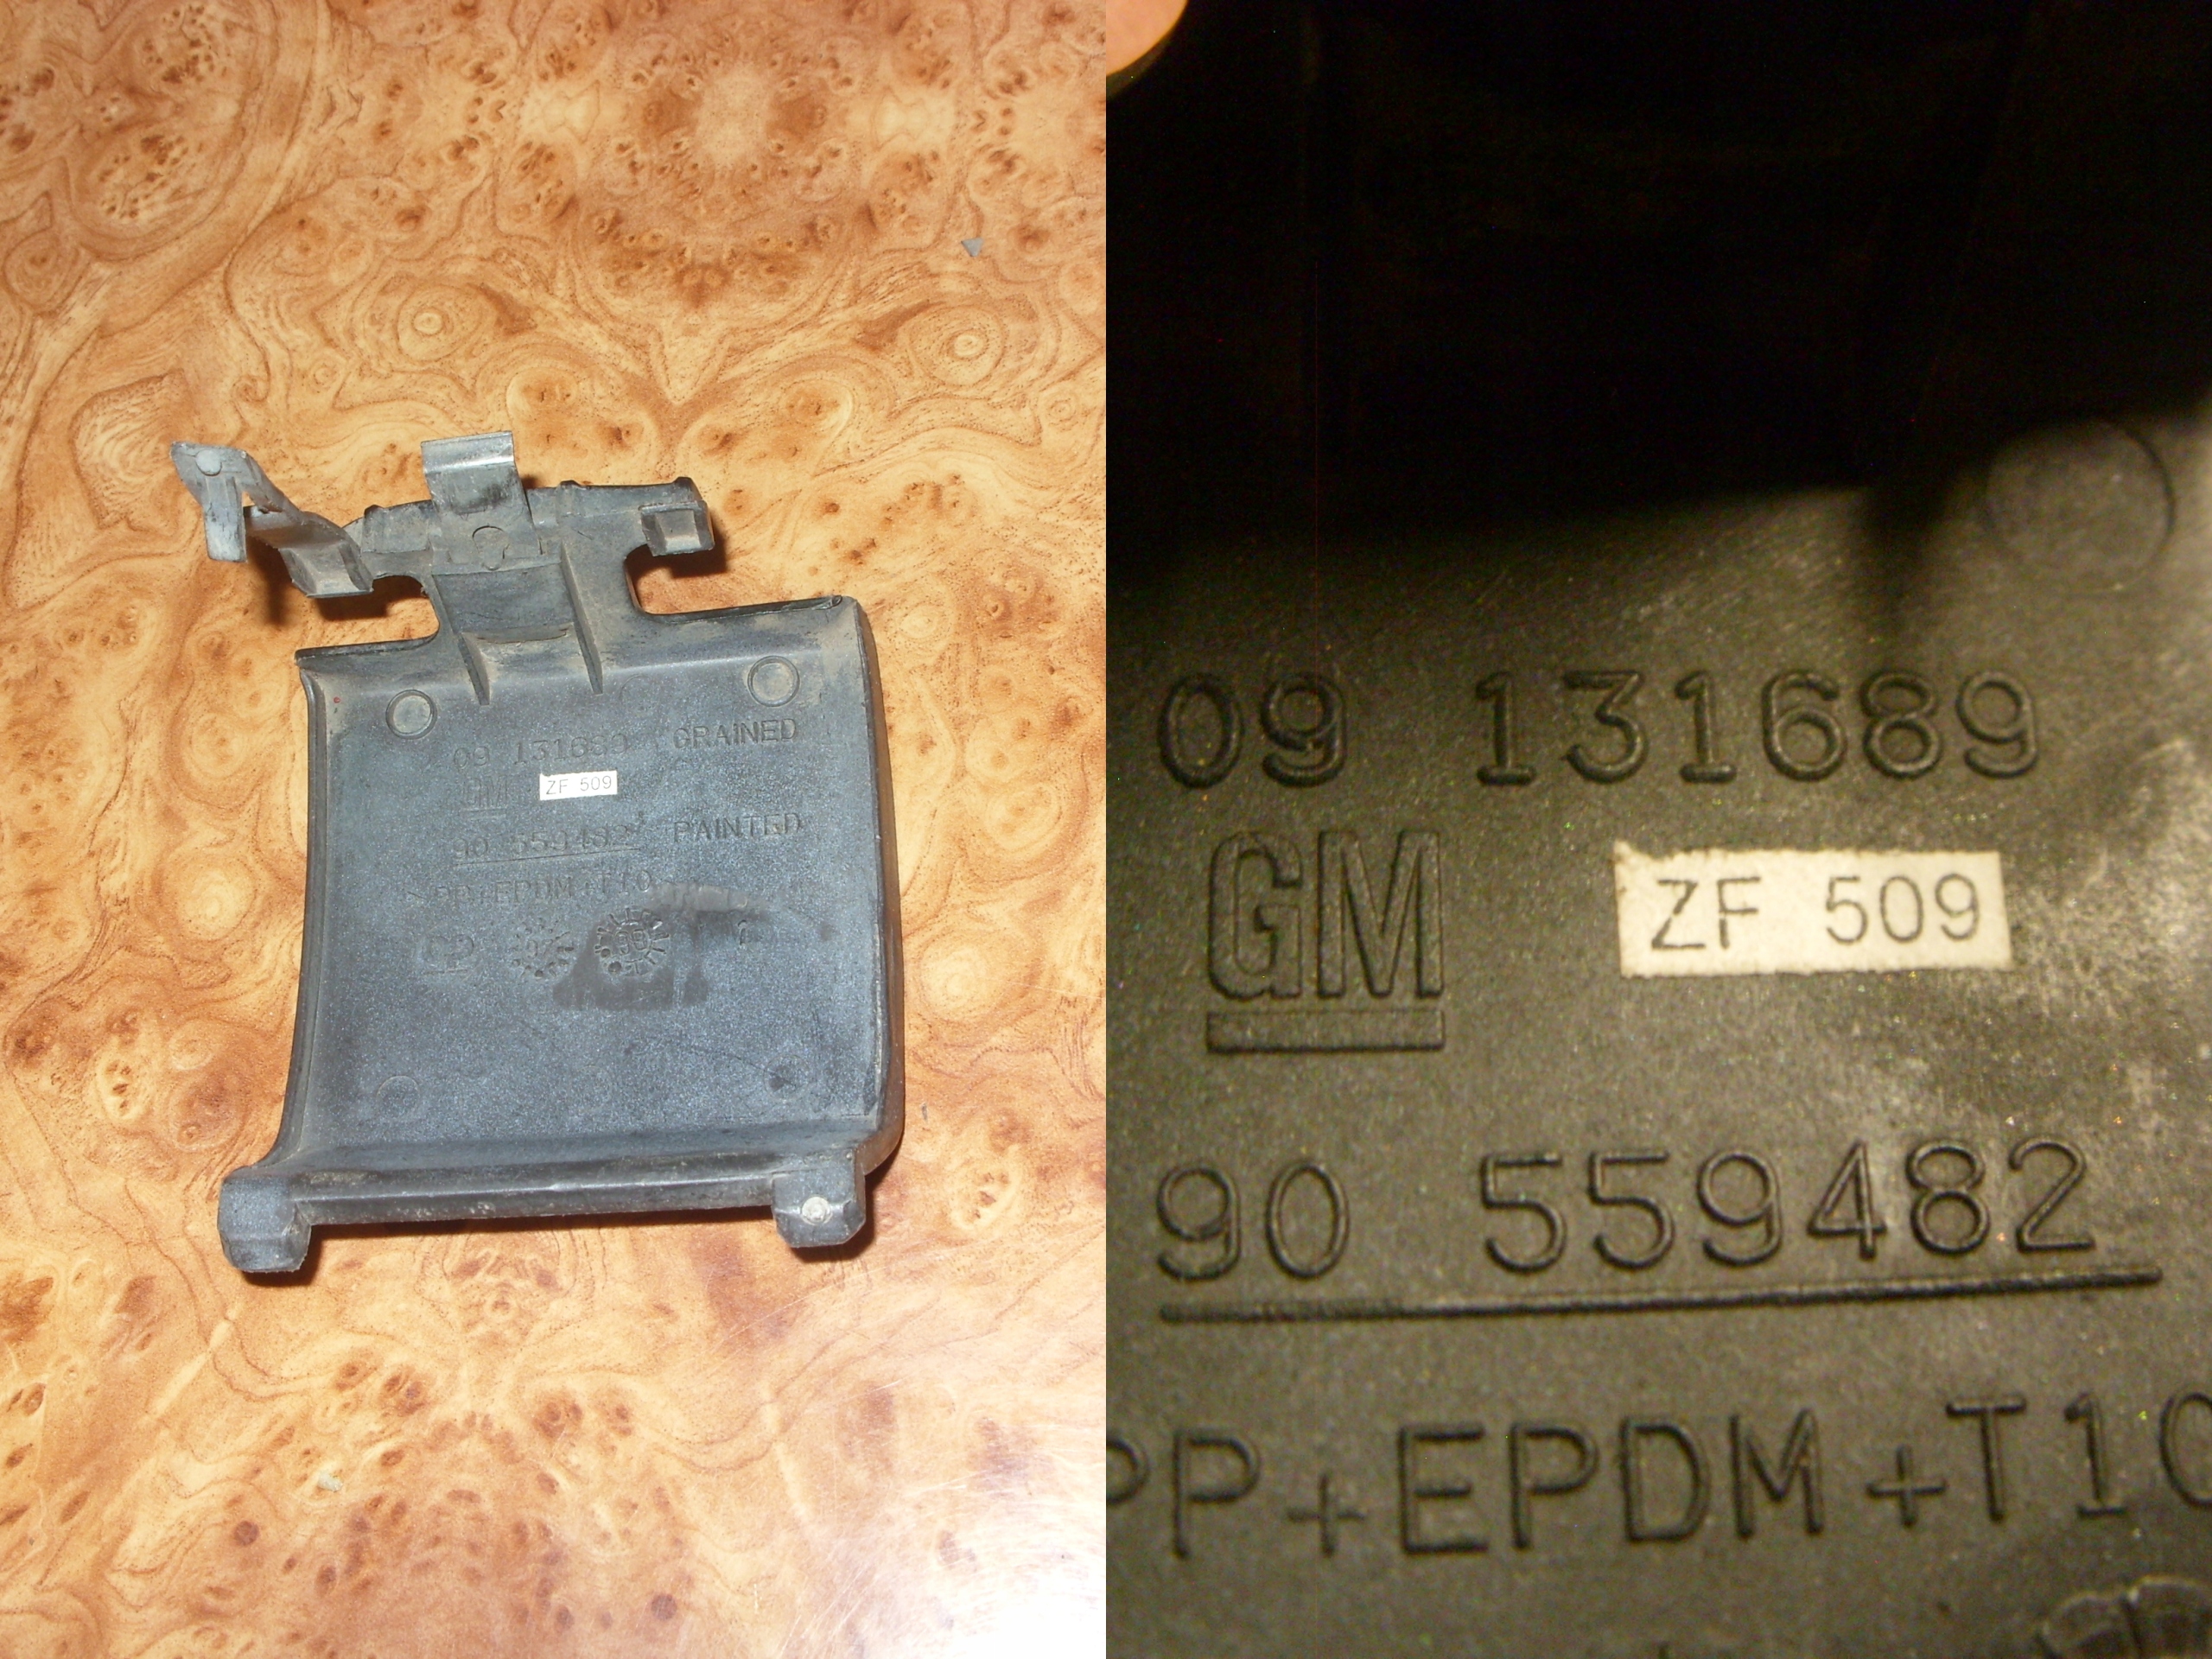 09 131689 GRAINED
GM ZF 509
90 559482 PAINTED
PP+EPDM+T10
09 131689
GM ZF 509
90 559482
PP+EPDM+T10